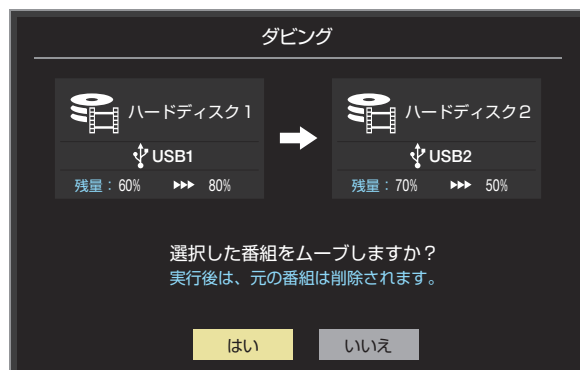 ダビング
ハードディスク1
USB1
残量：60% ▸▸▸ 80%
ハードディスク2
USB2
残量：70% ▸▸▸ 50%
選択した番組をムーブしますか？
実行後は、元の番組は削除されます。
はい
いいえ